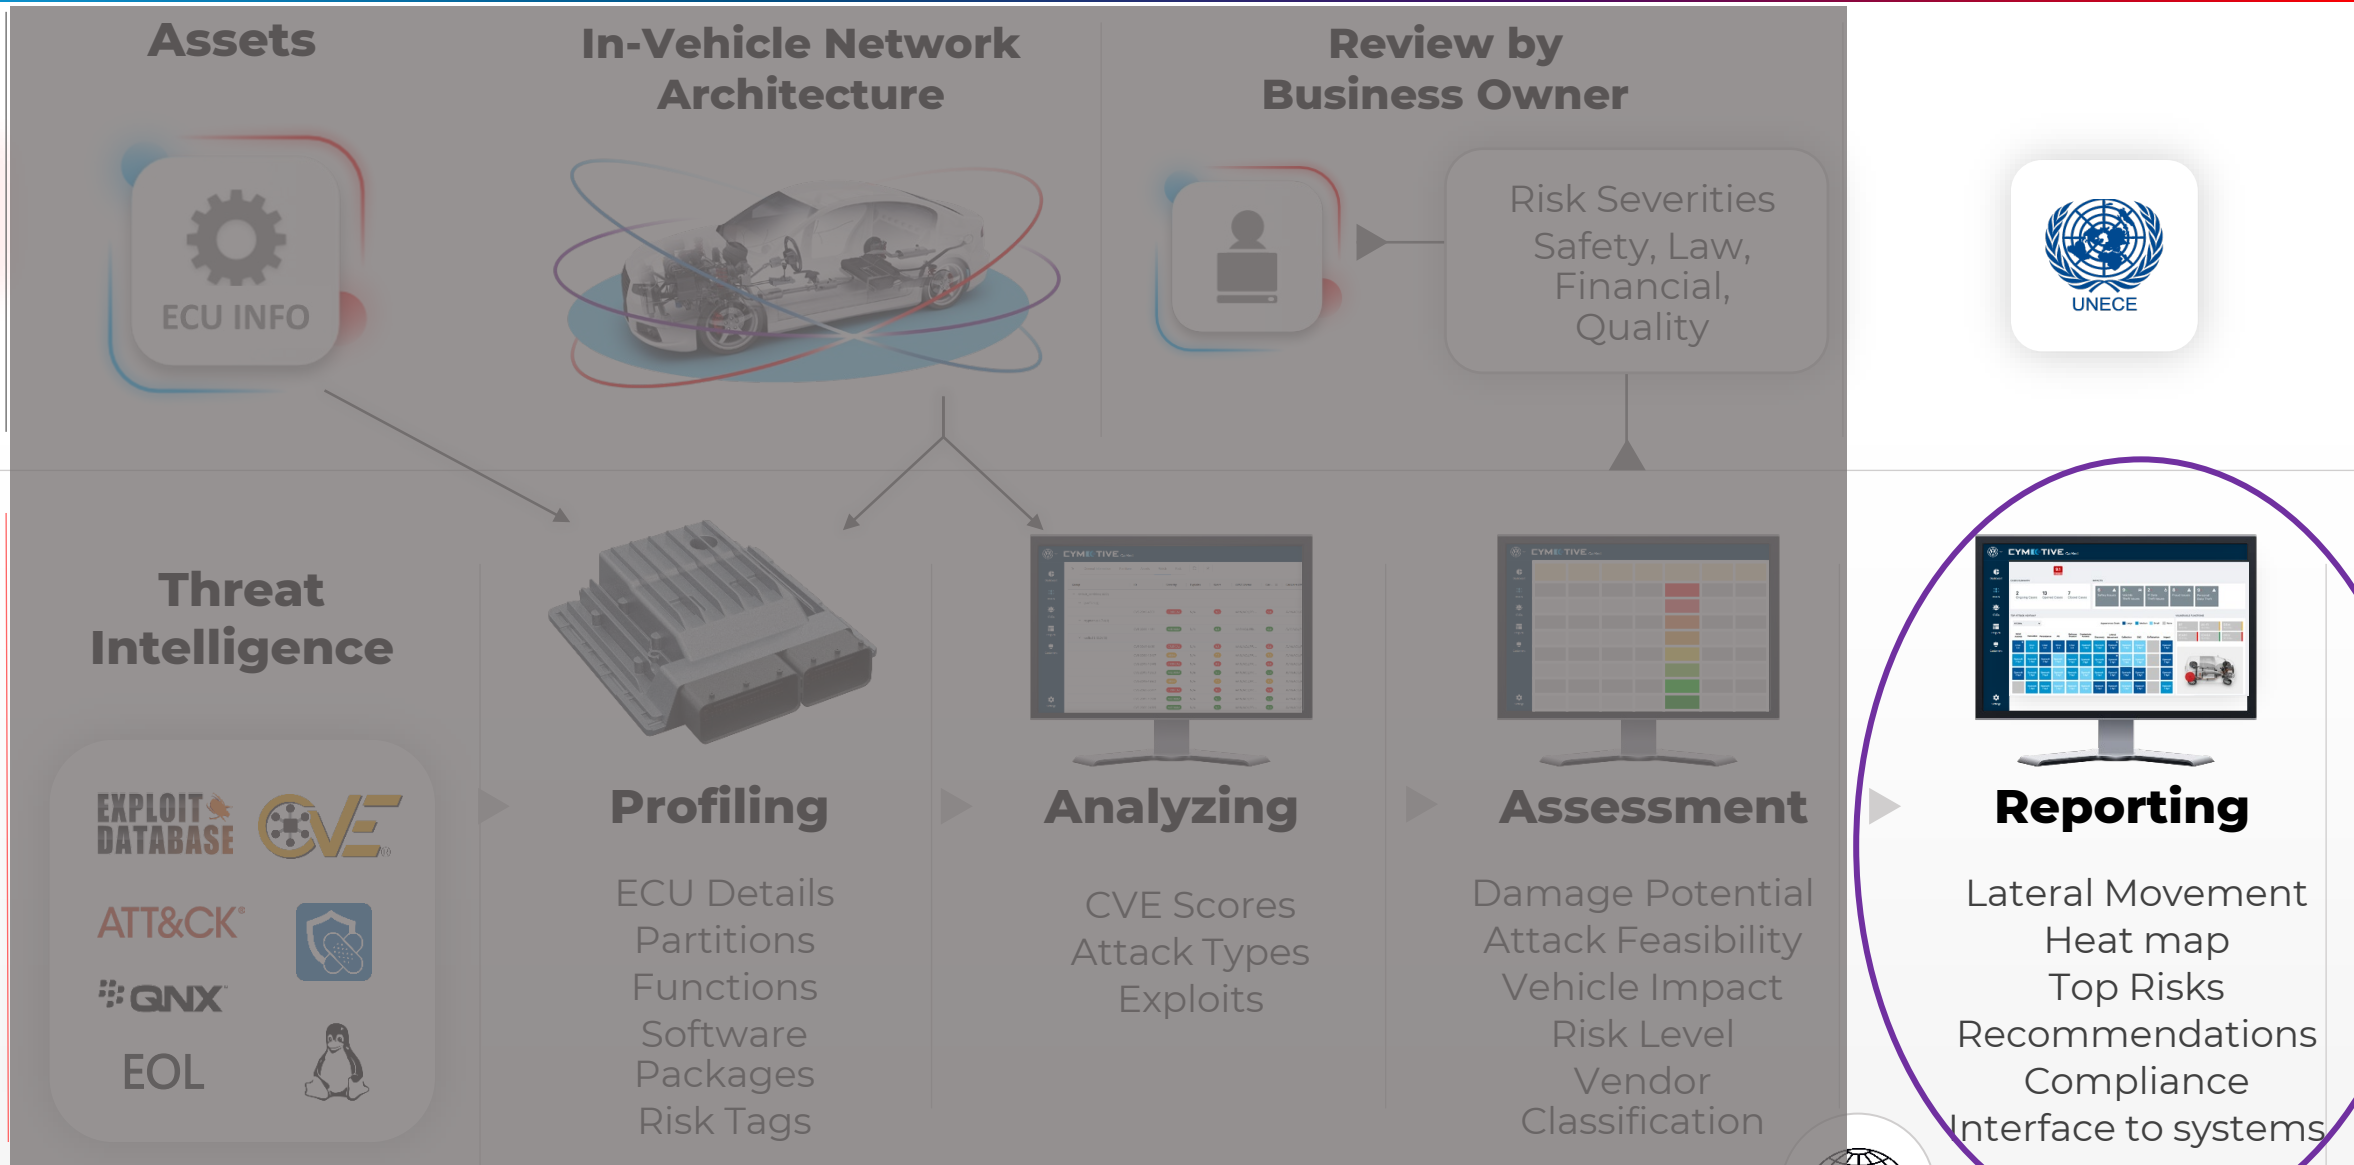 Assets
In-Vehicle Network
Architecture
Review by
Business Owner
ECU INFO
Risk Severities
Safety, Law,
Financial,
Quality
UNECE
Threat
Intelligence
EXPLOIT
DATABASE
CVE®
ATT&CK®
QNX
EOL
Profiling
ECU Details
Partitions
Functions
Software
Packages
Risk Tags
CYMOTIVE
Analyzing
CVE Scores
Attack Types
Exploits
CYMOTIVE
Assessment
Damage Potential
Attack Feasibility
Vehicle Impact
Risk Level
Vendor
Classification
CYMOTIVE
Reporting
Lateral Movement
Heat map
Top Risks
Recommendations
Compliance
Interface to systems